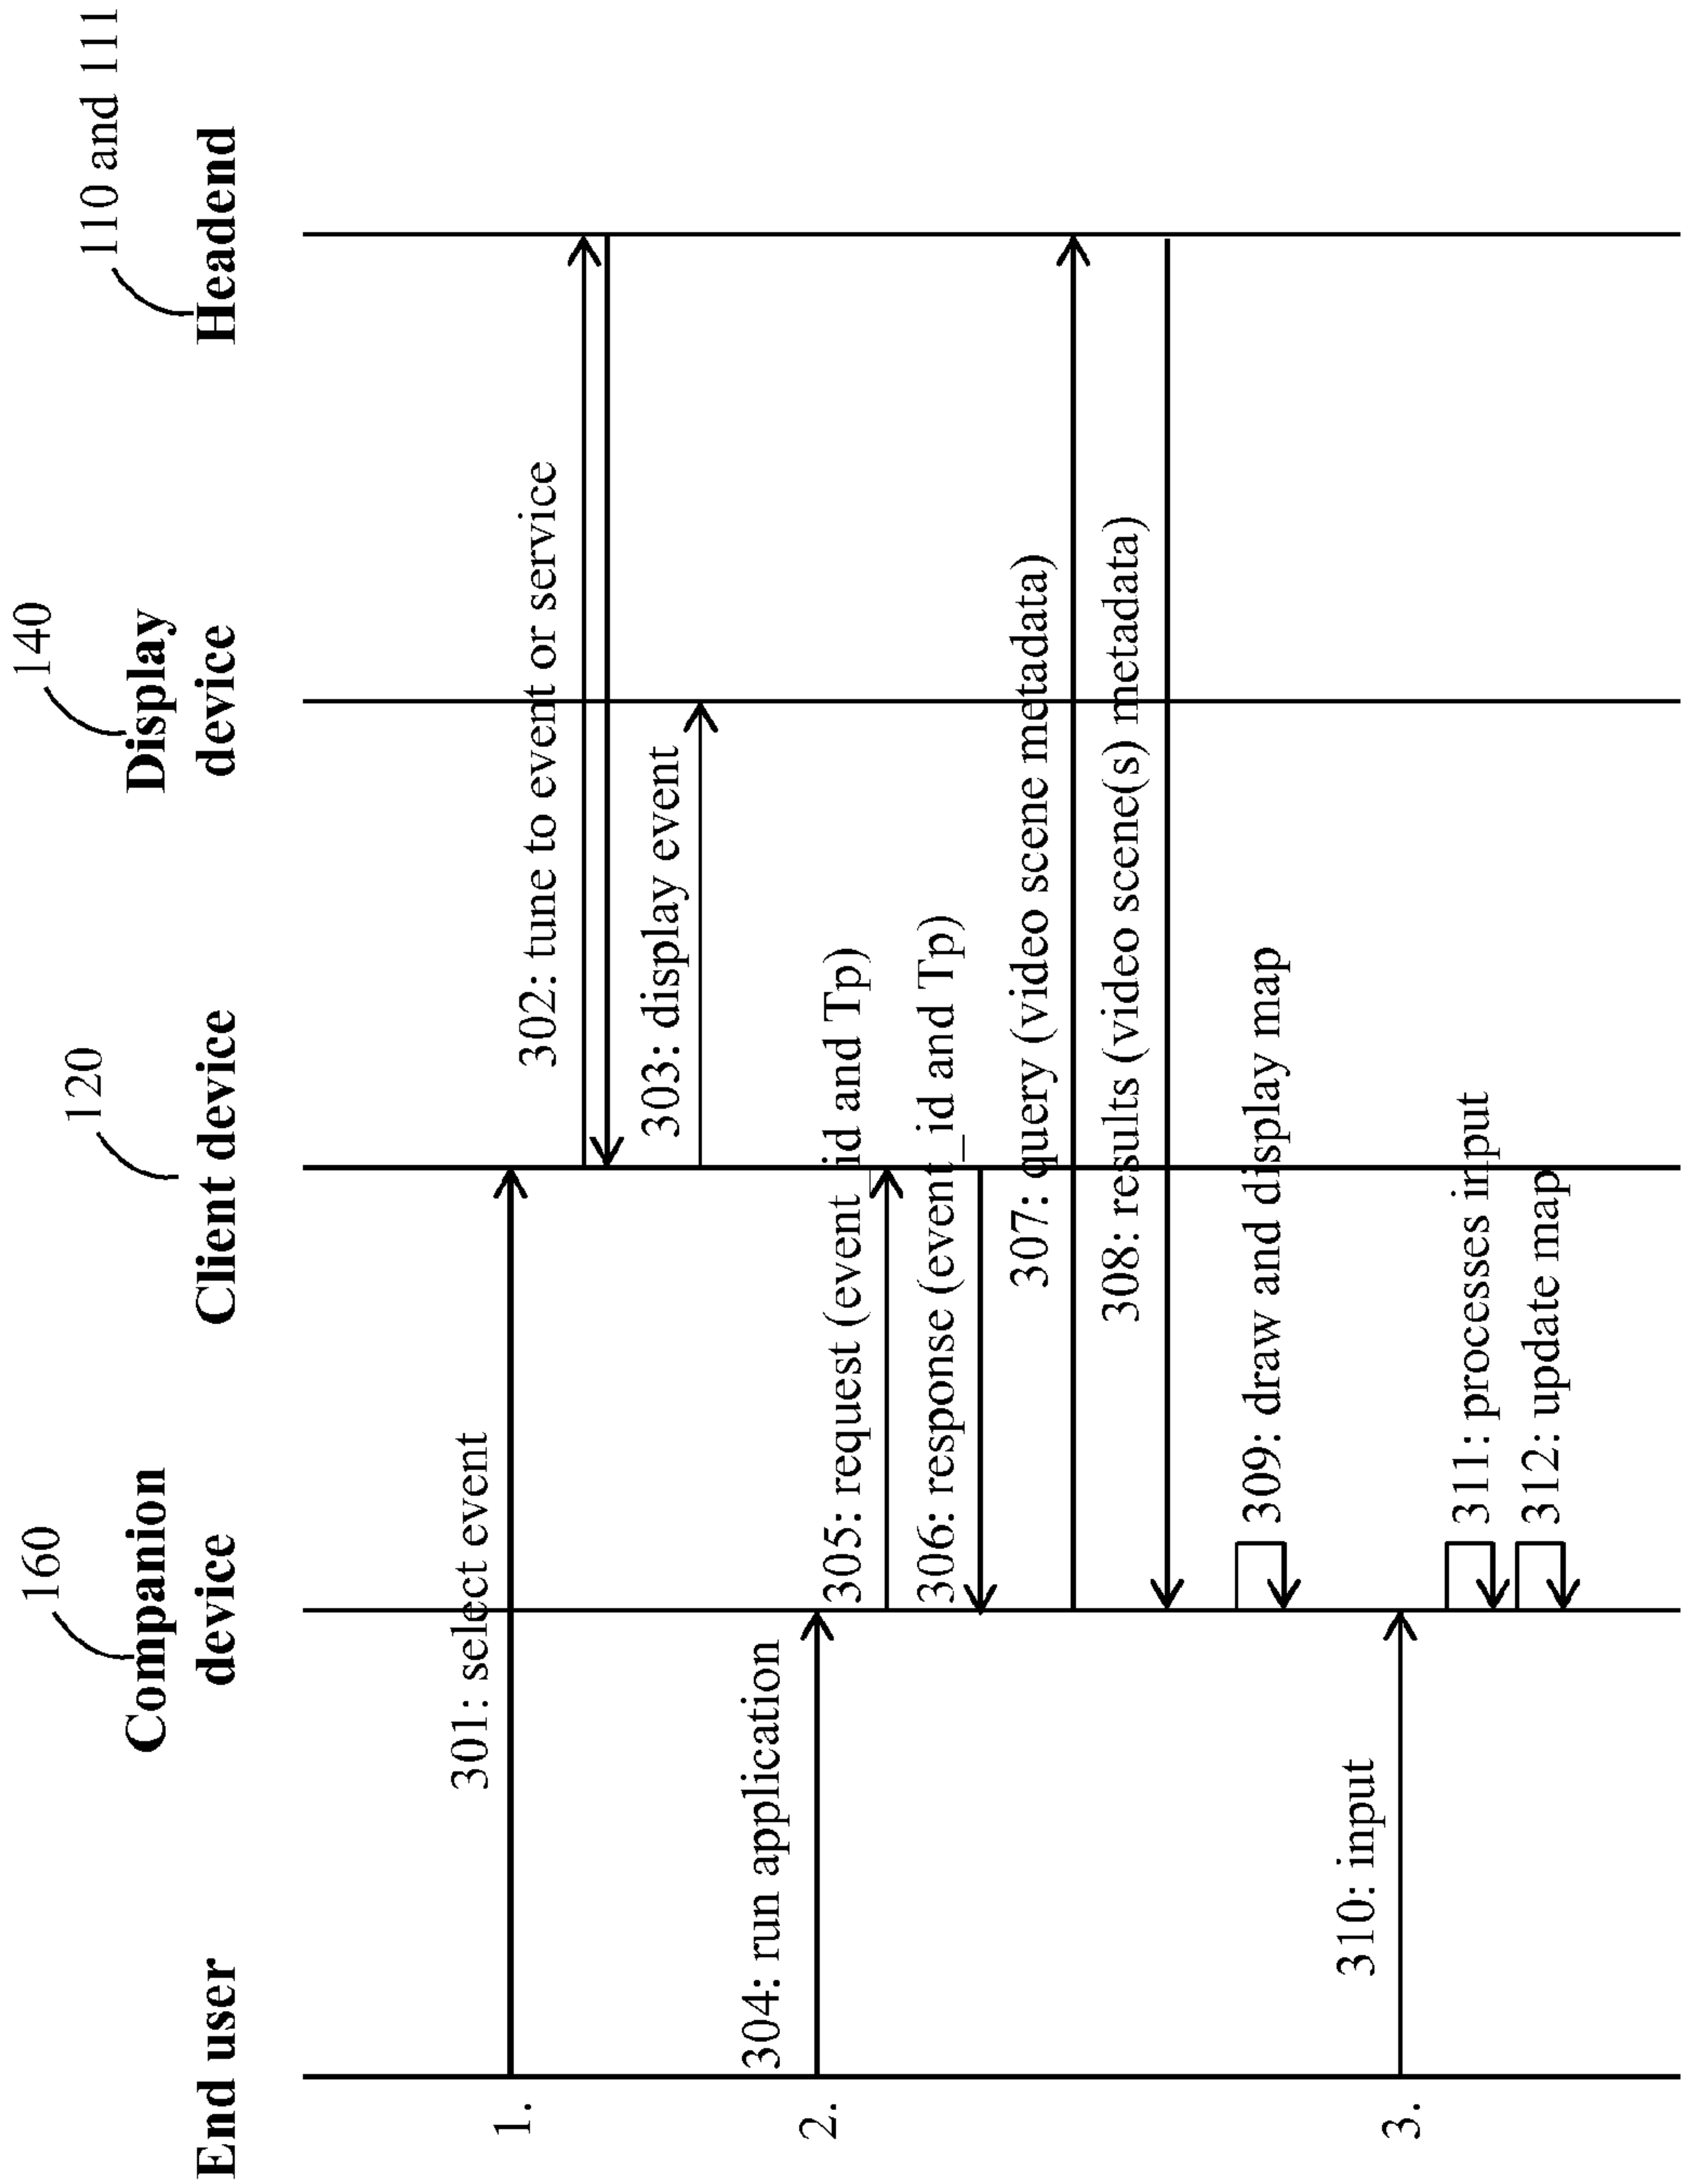 160
120
140
110 and 111
End user
Companion
device
Client device
Display
device
Headend
1.
301: select event
302: tune to event or service
303: display event
2.
304: run application
305: request (event_id and Tp)
306: response (event_id and Tp)
307: query (video scene metadata)
308: results (video scene(s) metadata)
309: draw and display map
3.
310: input
311: processes input
312: update map